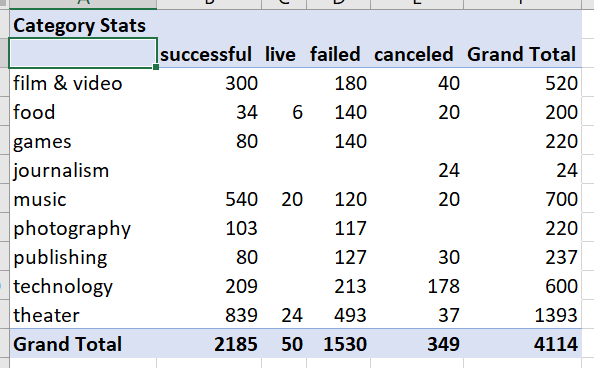 Category Stats
successful live failed canceled Grand Total
film & video 300 180 40 520
food 34 6 140 20 200
games 80 140 220
journalism 24 24
music 540 20 120 20 700
photography 103 117 220
publishing 80 127 30 237
technology 209 213 178 600
theater 839 24 493 37 1393
Grand Total 2185 50 1530 349 4114